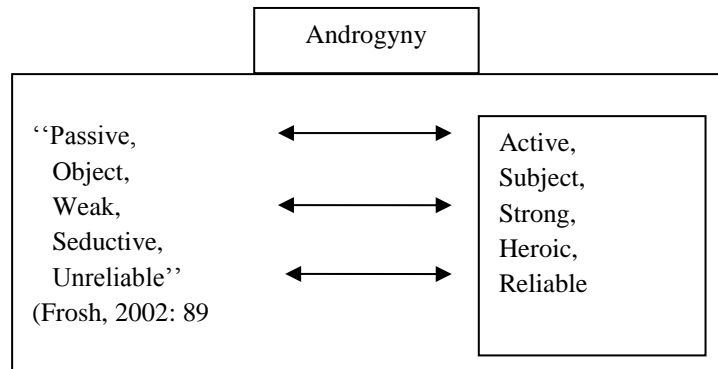 Androgyny
‘‘Passive,
Object,
Weak,
Seductive,
Unreliable’’
(Frosh, 2002: 89
Active,
Subject,
Strong,
Heroic,
Reliable